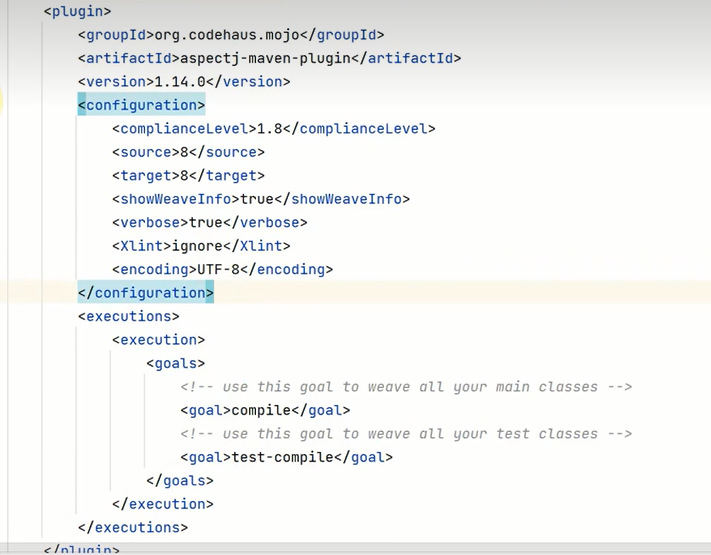 <plugin>
<groupId>org.codehaus.mojo</groupId>
<artifactId>aspectj-maven-plugin</artifactId>
<version>1.14.0</version>
<configuration>
<complianceLevel>1.8</complianceLevel>
<source>8</source>
<target>8</target>
<showWeaveInfo>true</showWeaveInfo>
<verbose>true</verbose>
<Xlint>ignore</Xlint>
<encoding>UTF-8</encoding>
</configuration>
<executions>
<execution>
<goals>
<!-- use this goal to weave all your main classes -->
<goal>compile</goal>
<!-- use this goal to weave all your test classes -->
<goal>test-compile</goal>
</goals>
</execution>
</executions>
</plugin>